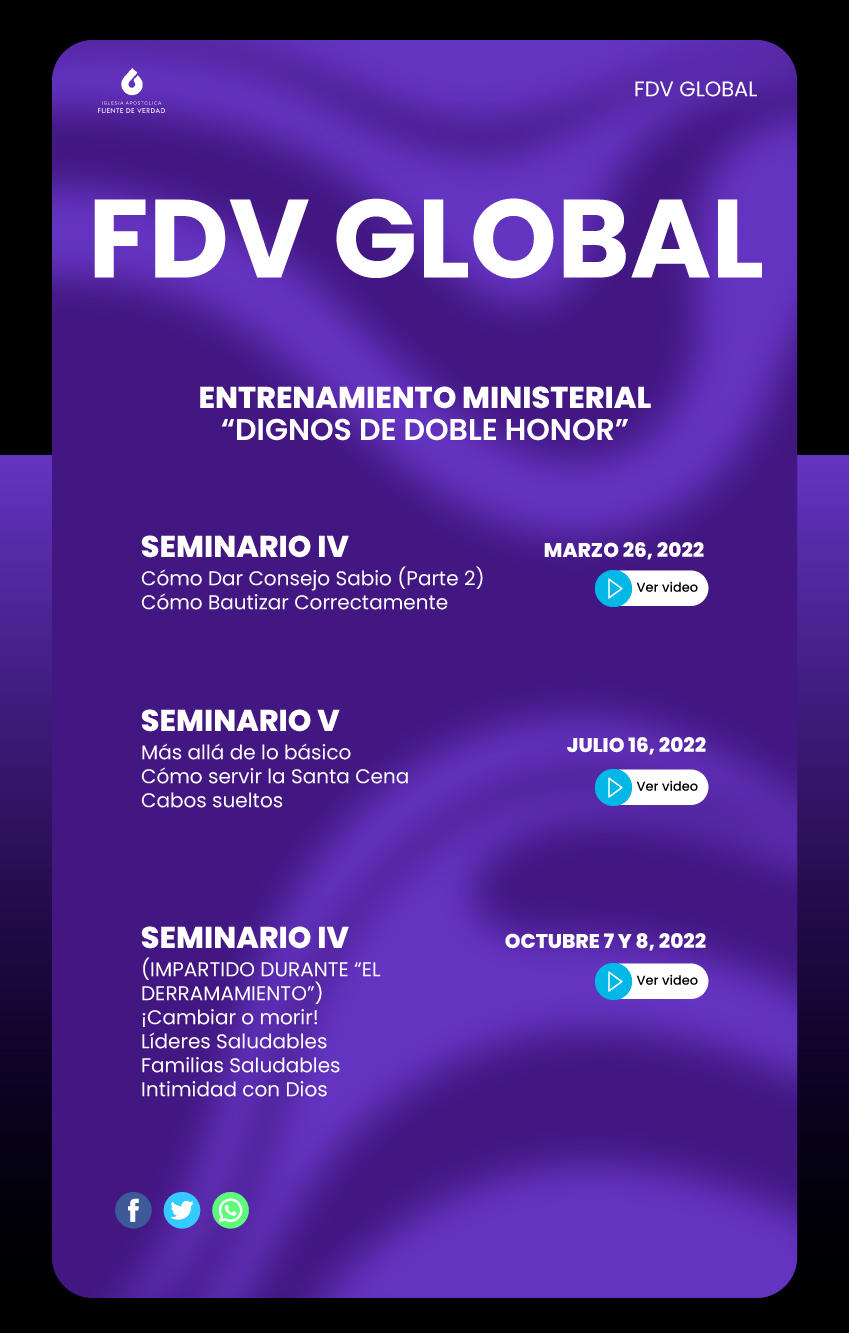 IGLESIA APOSTÓLICA
FUENTE DE VERDAD
FDV GLOBAL
FDV GLOBAL
ENTRENAMIENTO MINISTERIAL
“DIGNOS DE DOBLE HONOR”
SEMINARIO IV
Cómo Dar Consejo Sabio (Parte 2)
Cómo Bautizar Correctamente
MARZO 26, 2022
Ver video
SEMINARIO V
Más allá de lo básico
Cómo servir la Santa Cena
Cabos sueltos
JULIO 16, 2022
Ver video
SEMINARIO IV
(IMPARTIDO DURANTE “EL
DERRAMAMIENTO”)
¡Cambiar o morir!
Líderes Saludables
Familias Saludables
Intimidad con Dios
OCTUBRE 7 Y 8, 2022
Ver video